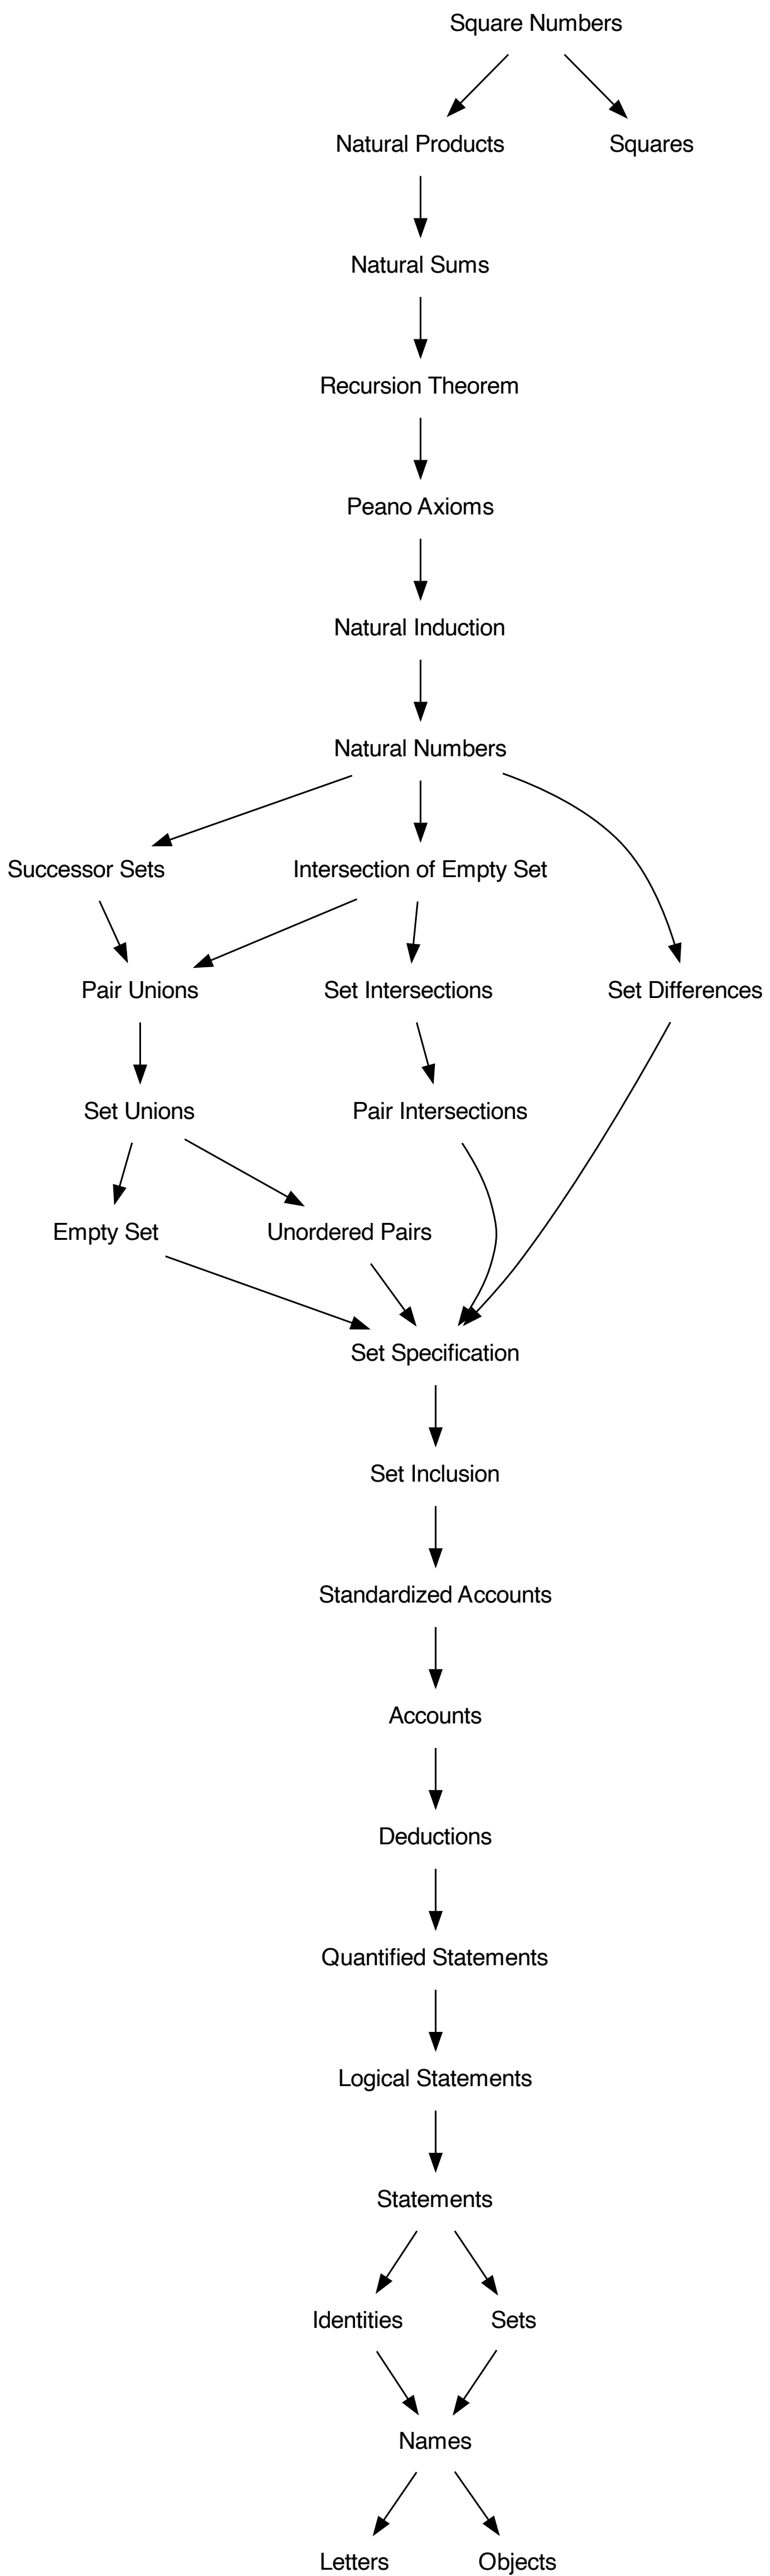 Square Numbers
Natural Products
Squares
Natural Sums
Recursion Theorem
Peano Axioms
Natural Induction
Natural Numbers
Successor Sets
Intersection of Empty Set
Pair Unions
Set Intersections
Set Differences
Set Unions
Pair Intersections
Empty Set
Unordered Pairs
Set Specification
Set Inclusion
Standardized Accounts
Accounts
Deductions
Quantified Statements
Logical Statements
Statements
Identities
Sets
Names
Letters
Objects